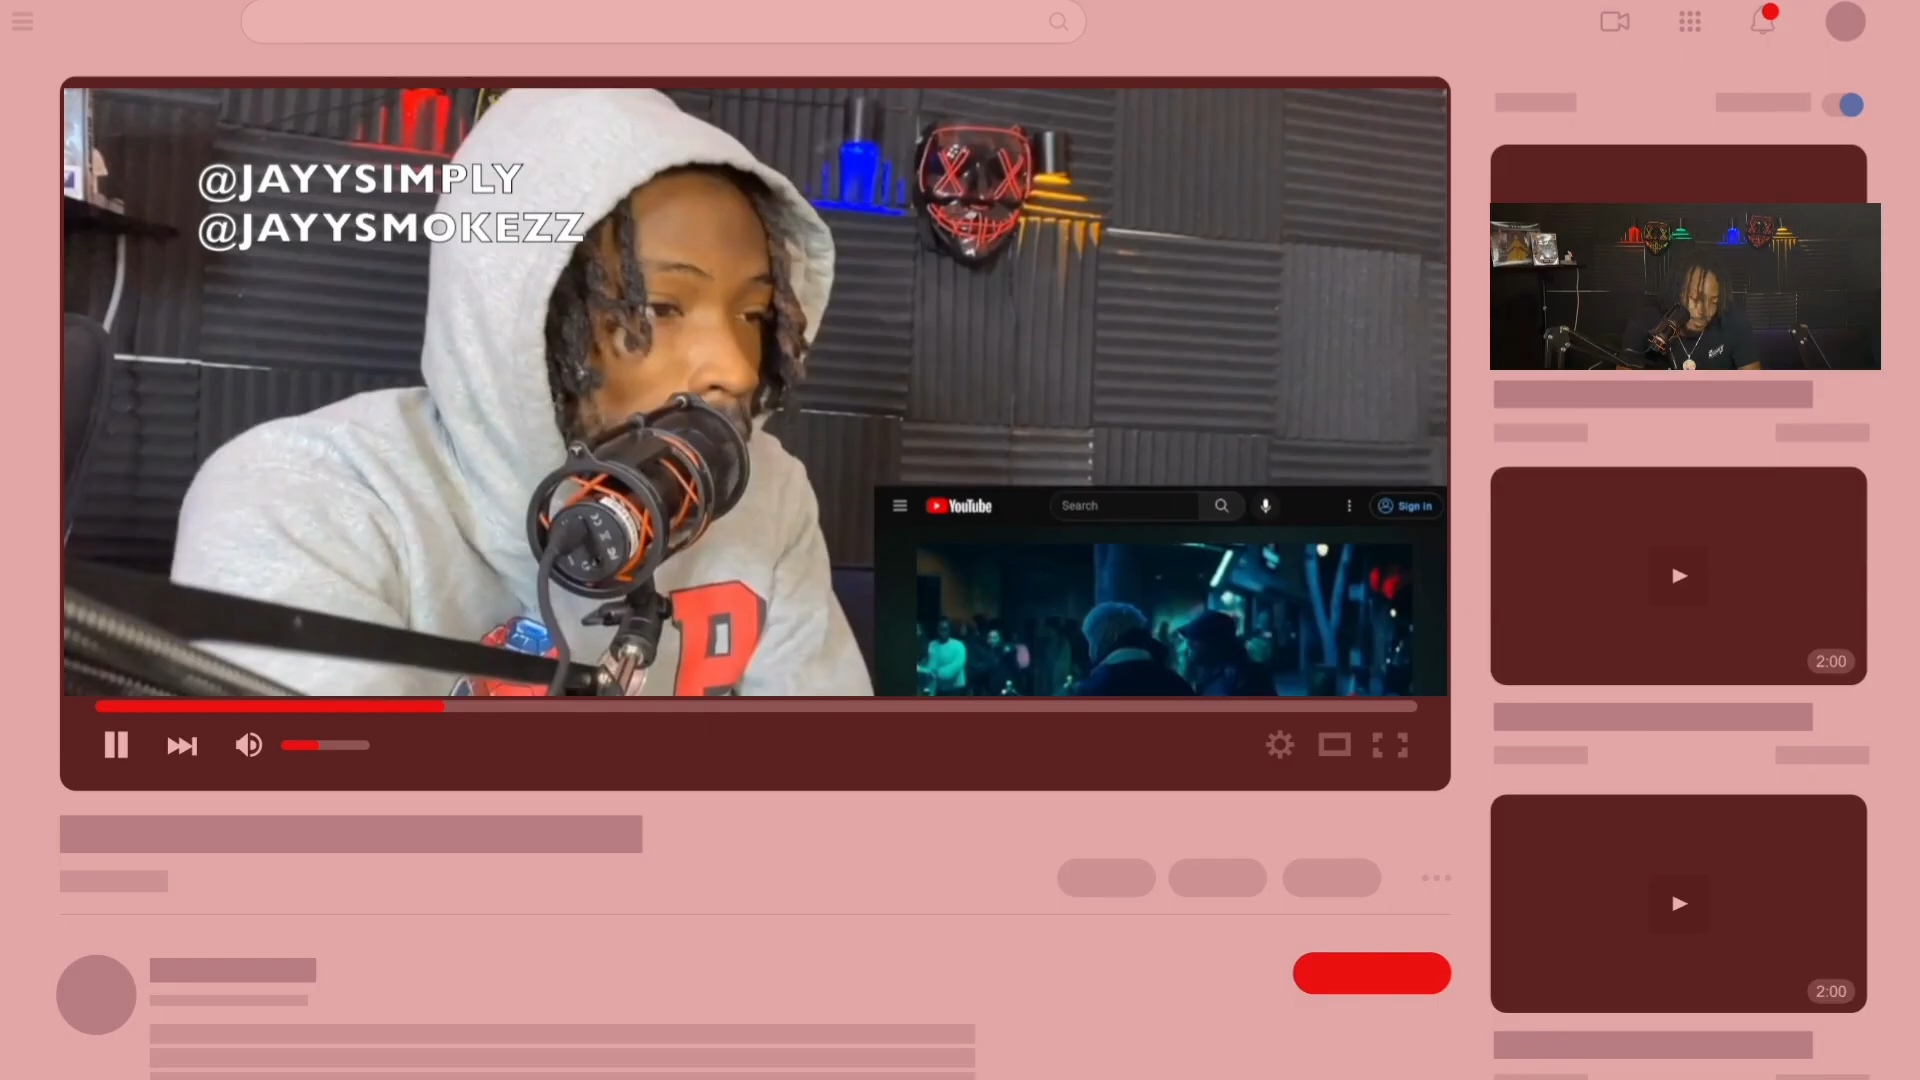 @JAYYSIMPLY
@JAYYSMOKEZZ
YouTube
Search
Sign in
2:00
2:00